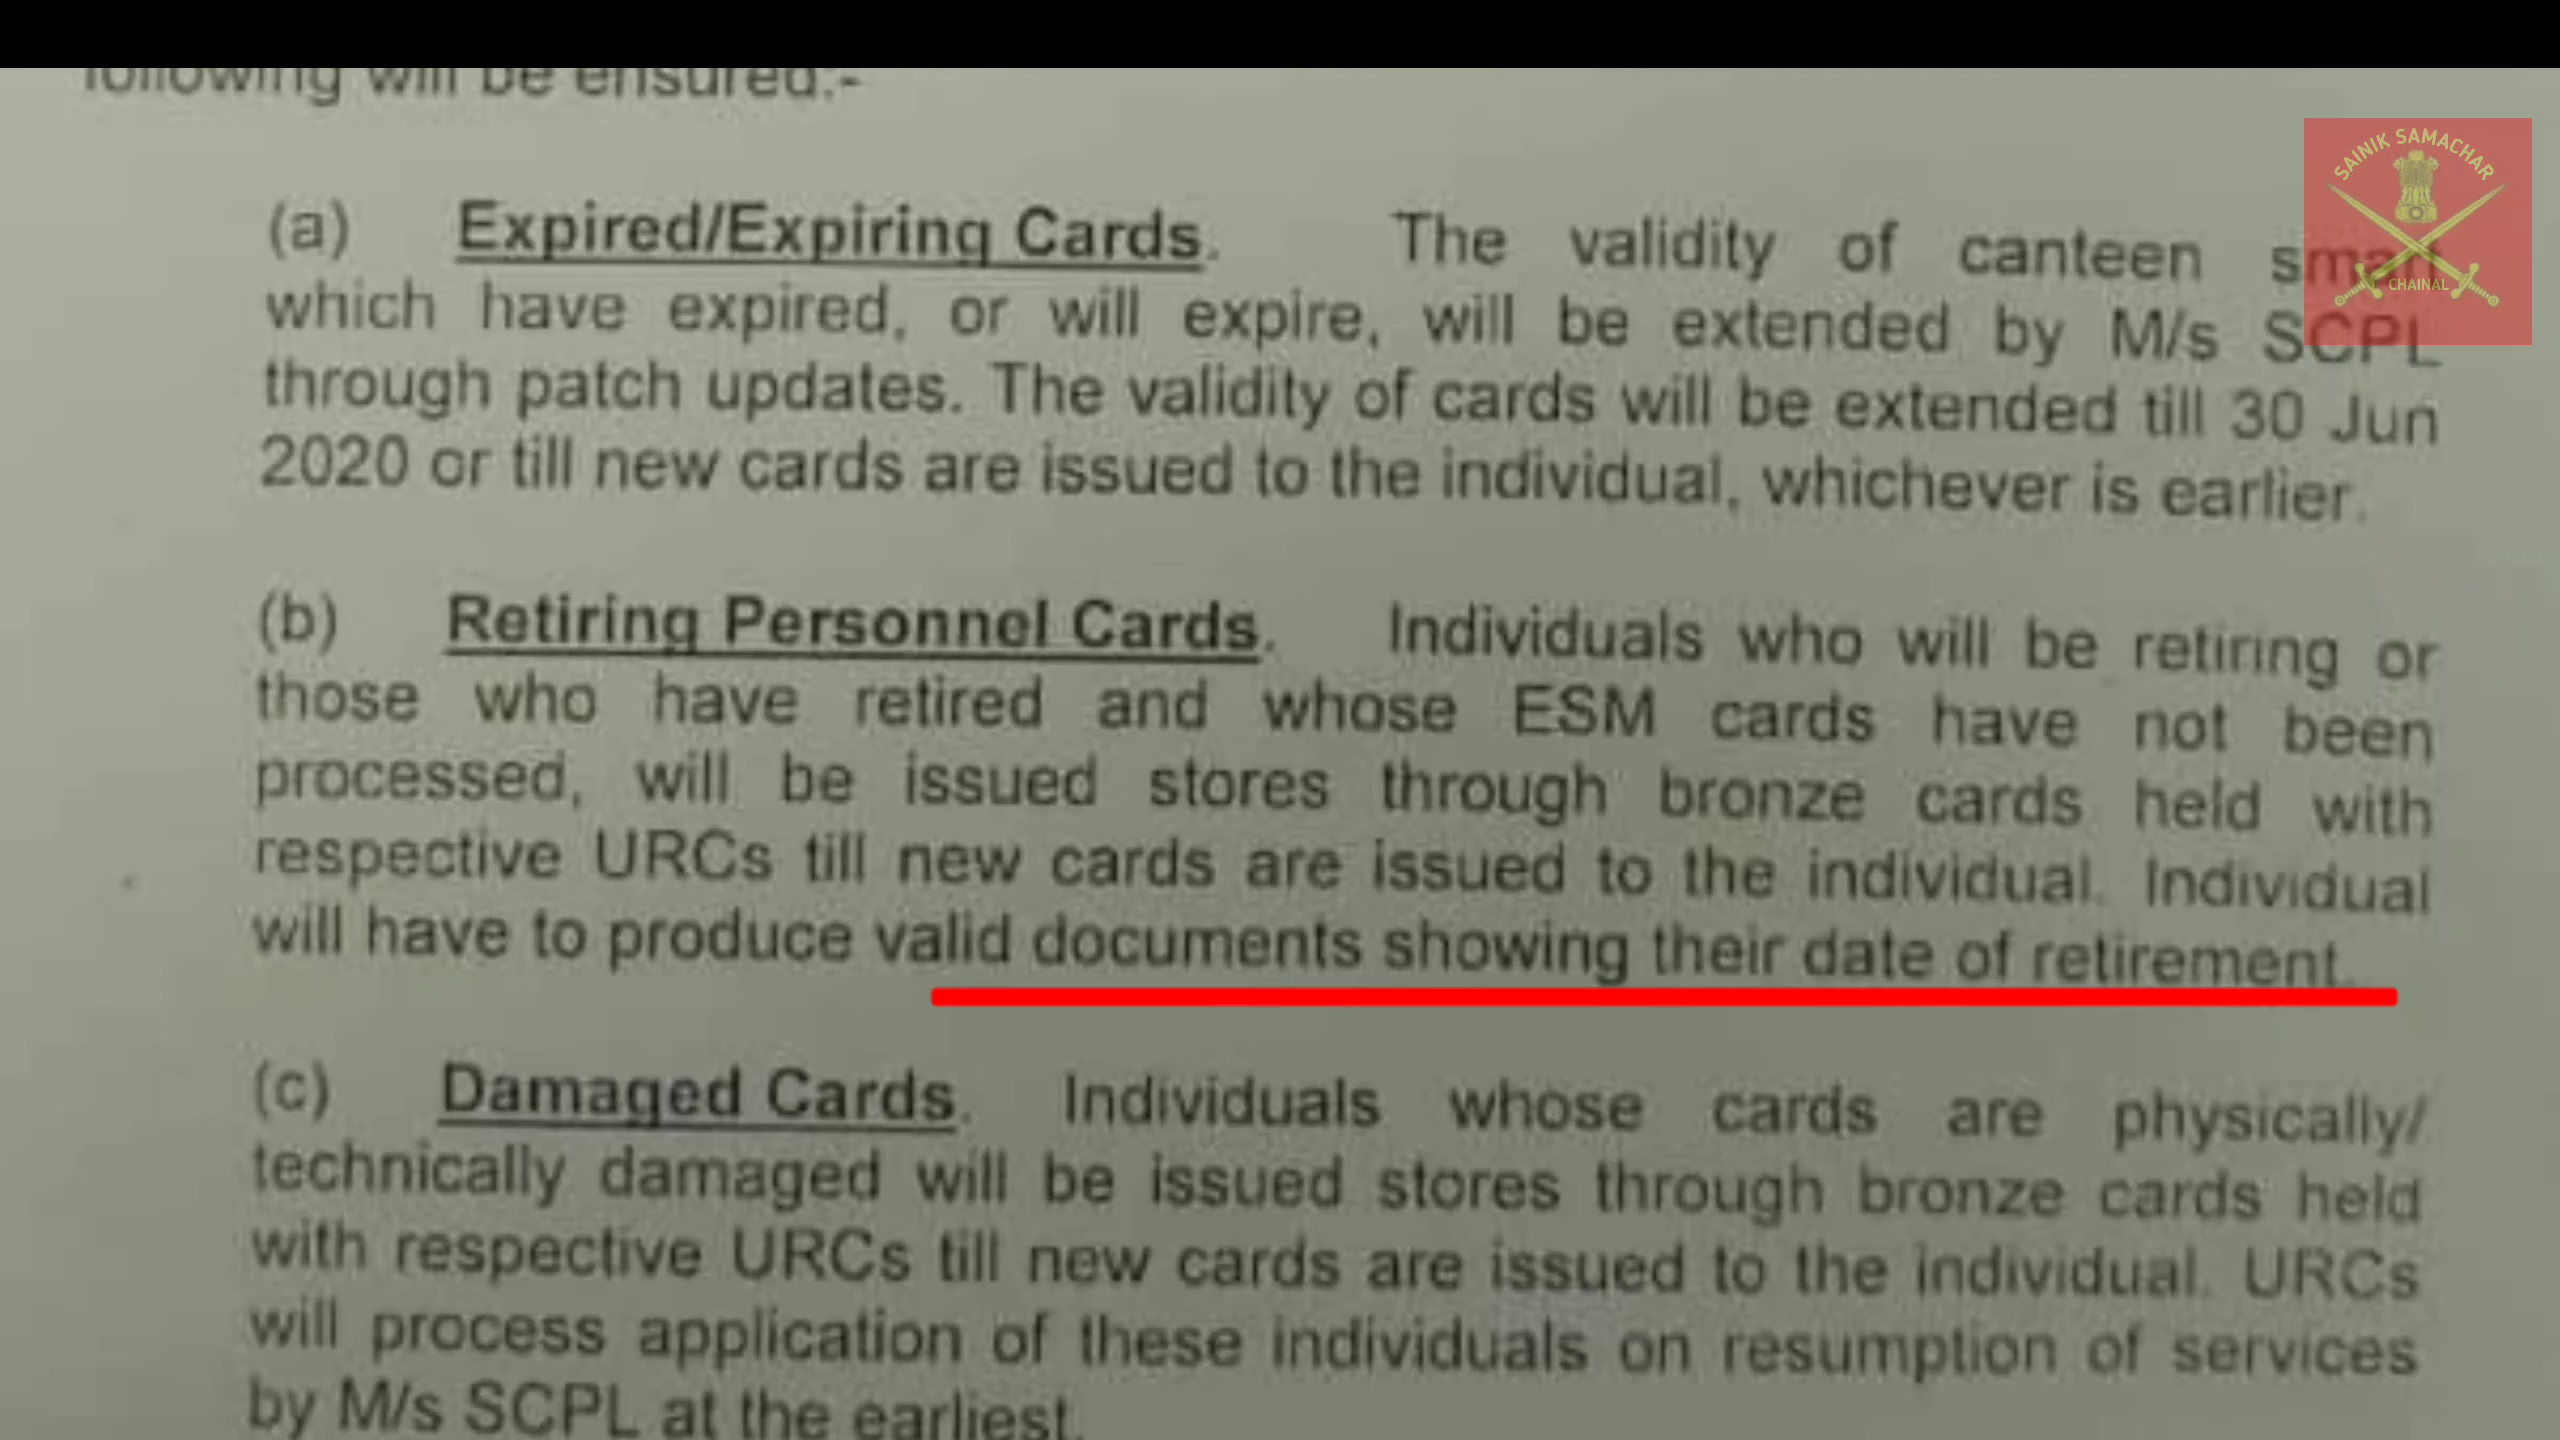 following will be ensured:-
SAINIK SAMACHAR
CHAINAL
(a) Expired/Expiring Cards. The validity of canteen smart
which have expired, or will expire, will be extended by M/s SCPL
through patch updates. The validity of cards will be extended till 30 Jun
2020 or till new cards are issued to the individual, whichever is earlier.
(b) Retiring Personnel Cards. Individuals who will be retiring or
those who have retired and whose ESM cards have not been
processed, will be issued stores through bronze cards held with
respective URCs till new cards are issued to the individual. Individual
will have to produce valid documents showing their date of retirement.
(c) Damaged Cards. Individuals whose cards are physically/
technically damaged will be issued stores through bronze cards held
with respective URCs till new cards are issued to the individual. URCs
will process application of these individuals on resumption of services
by M/s SCPL at the earliest.